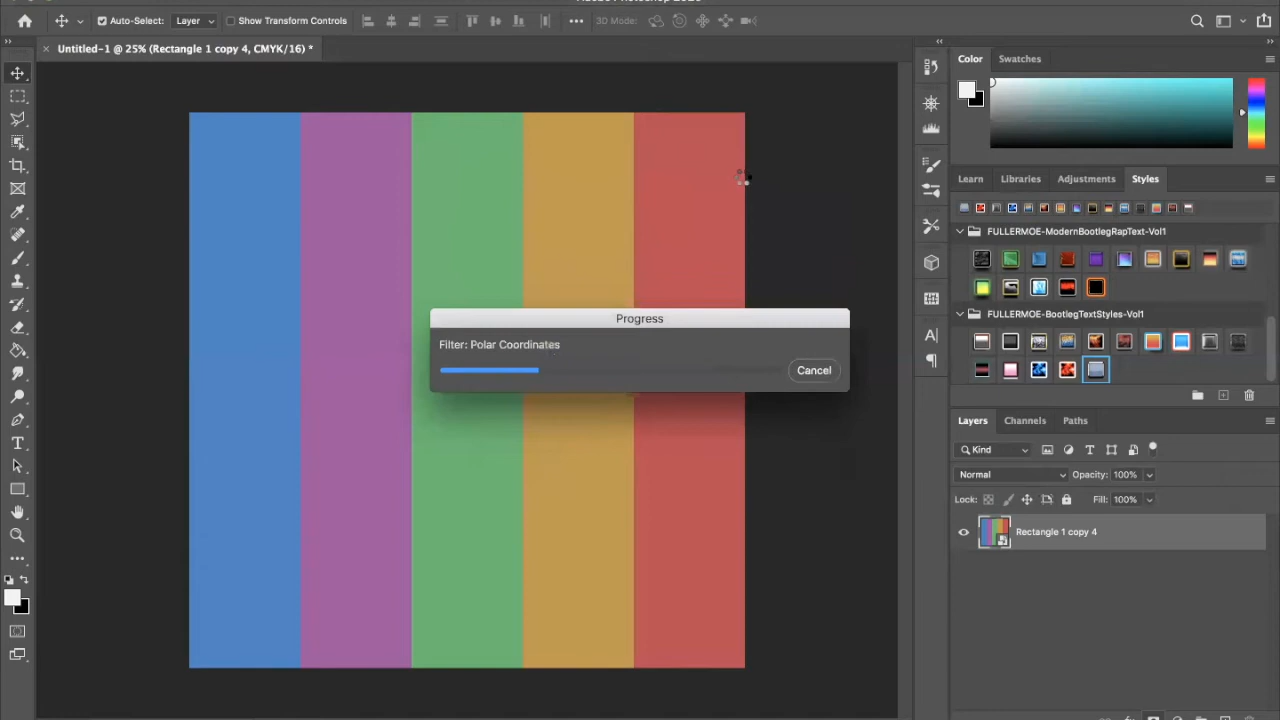 Auto-Select: Layer Show Transform Controls 3D Mode:
Untitled-1 @ 25% (Rectangle 1 copy 4, CMYK/16) *
Color Swatches
Learn Libraries Adjustments Styles
FULLERMOE-ModernBootlegRapText-Vol1
FULLERMOE-BootlegTextStyles-Vol1
Progress
Filter: Polar Coordinates
Cancel
Layers Channels Paths
Kind
Normal Opacity: 100%
Lock: Fill: 100%
Rectangle 1 copy 4